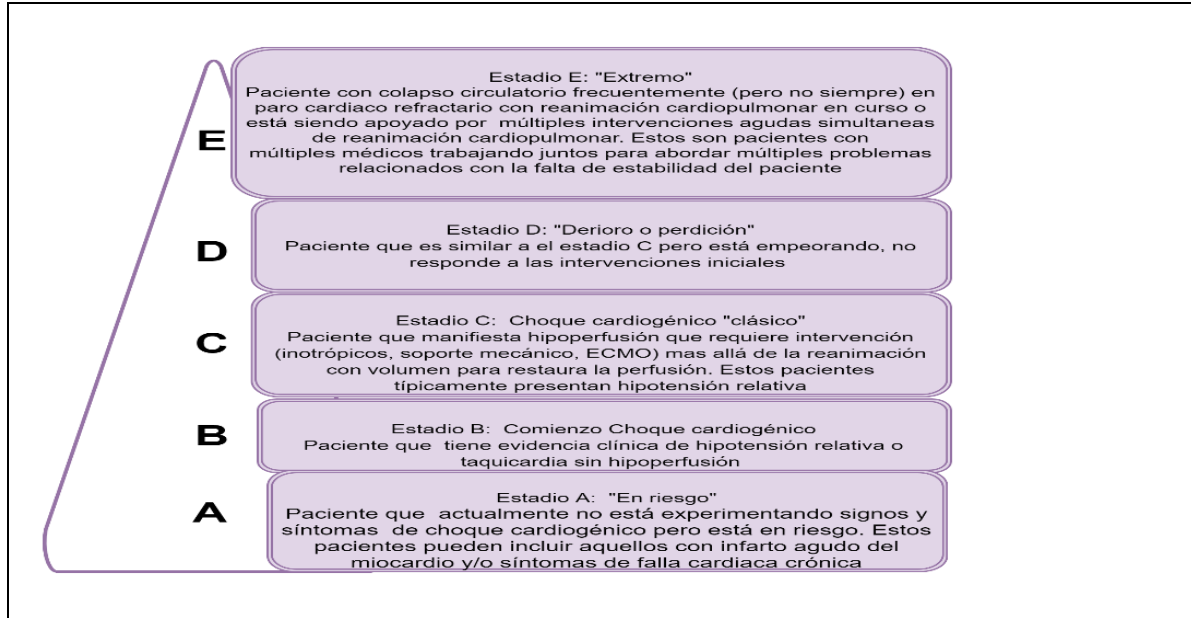 E
Estadio E: "Extremo"
Paciente con colapso circulatorio frecuentemente (pero no siempre) en
paro cardiaco refractario con reanimación cardiopulmonar en curso o
está siendo apoyado por múltiples intervenciones agudas simultaneas
de reanimación cardiopulmonar. Estos son pacientes con
múltiples médicos trabajando juntos para abordar múltiples problemas
relacionados con la falta de estabilidad del paciente
D
Estadio D: "Derioro o perdición"
Paciente que es similar a el estadio C pero está empeorando, no
responde a las intervenciones iniciales
C
Estadio C: Choque cardiogénico "clásico"
Paciente que manifiesta hipoperfusión que requiere intervención
(inotrópicos, soporte mecánico, ECMO) mas allá de la reanimación
con volumen para restaura la perfusión. Estos pacientes
típicamente presentan hipotensión relativa
B
Estadio B: Comienzo Choque cardiogénico
Paciente que tiene evidencia clínica de hipotensión relativa o
taquicardia sin hipoperfusión
A
Estadio A: "En riesgo"
Paciente que actualmente no está experimentando signos y
síntomas de choque cardiogénico pero está en riesgo. Estos
pacientes pueden incluir aquellos con infarto agudo del
miocardio y/o síntomas de falla cardiaca crónica